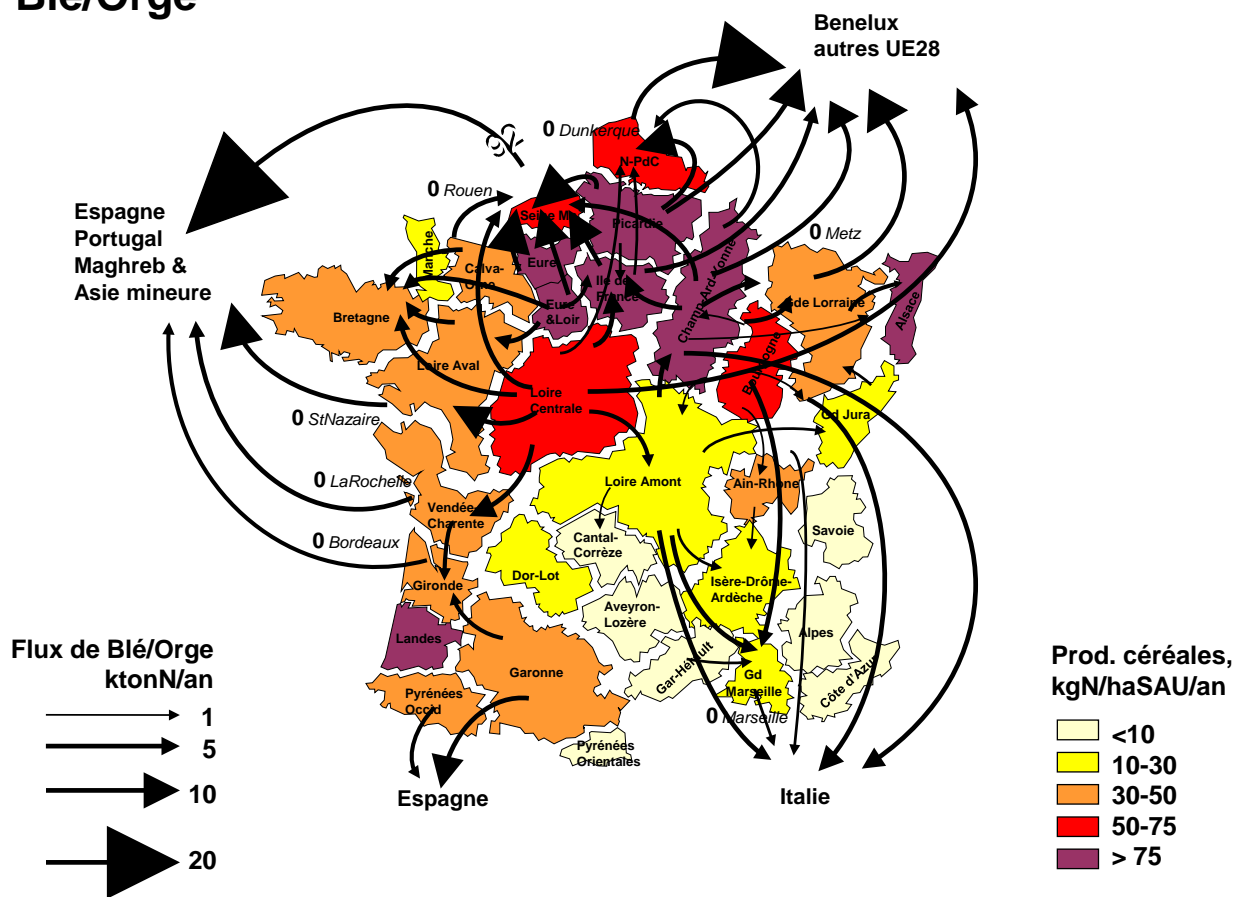 Blé/Orge
Benelux
autres UE28
0 Dunkerque
N-PdC
0 Rouen
Seine M
Picardie
Espagne
Portugal
Maghreb &
Asie mineure
Manche
Calva-
Orne
Eure
Ile de
France
Champ-Ard-Yonne
0 Metz
Gde Lorraine
Alsace
Bretagne
Eure
&Loir
Loire Aval
Loire
Centrale
Bourgogne
Gd Jura
0 StNazaire
0 LaRochelle
Vendée-
Charente
Loire Amont
Ain-Rhône
Savoie
0 Bordeaux
Cantal-
Corrèze
Gironde
Dor-Lot
Isère-Drôme-
Ardèche
Aveyron-
Lozère
Landes
Alpes
Garonne
Gar-Hérault
Gd
Marseille
Côte d'Azur
Pyrénées
Occid
0 Marseille
Pyrénées
Orientales
Espagne
Italie
Flux de Blé/Orge
ktonN/an
1
5
10
20
Prod. céréales,
kgN/haSAU/an
<10
10-30
30-50
50-75
> 75